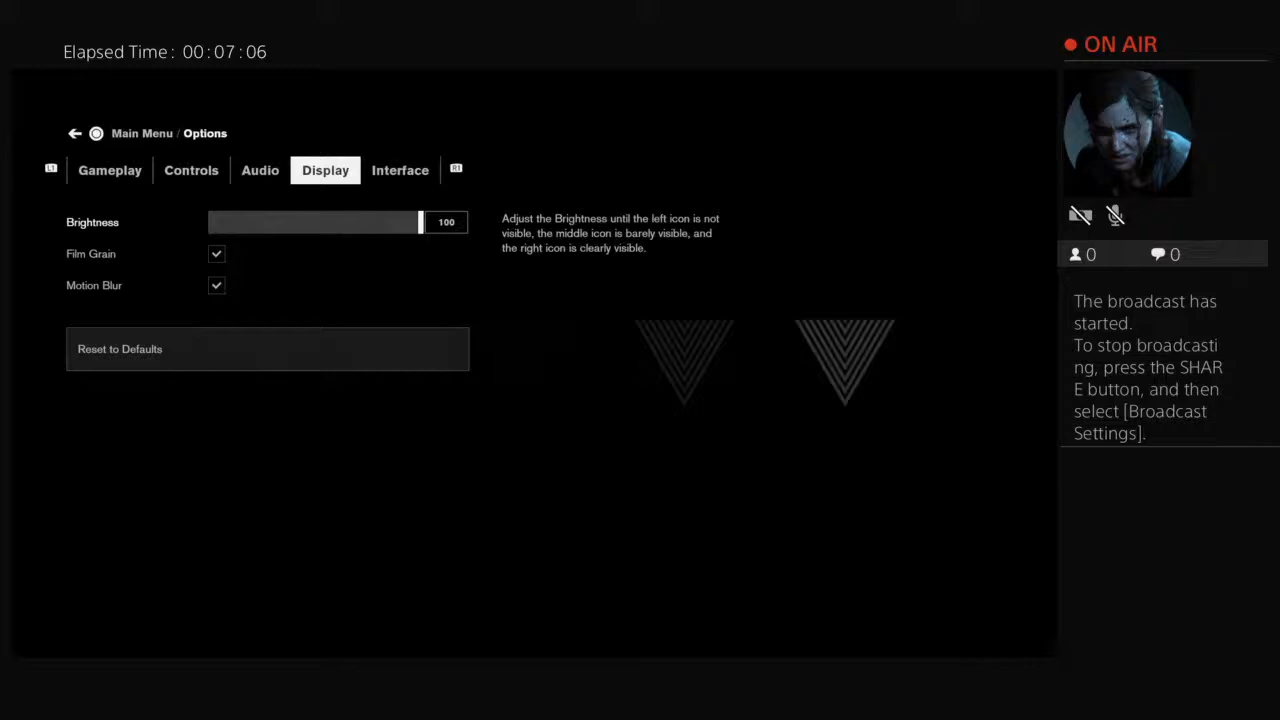 Elapsed Time: 00:07:06
ON AIR
Main Menu / Options
L1
Gameplay
Controls
Audio
Display
Interface
R1
Brightness
100
Film Grain
Motion Blur
Reset to Defaults
Adjust the Brightness until the left icon is not
visible, the middle icon is barely visible, and
the right icon is clearly visible.
0
0
The broadcast has
started.
To stop broadcasti
ng, press the SHAR
E button, and then
select [Broadcast
Settings].